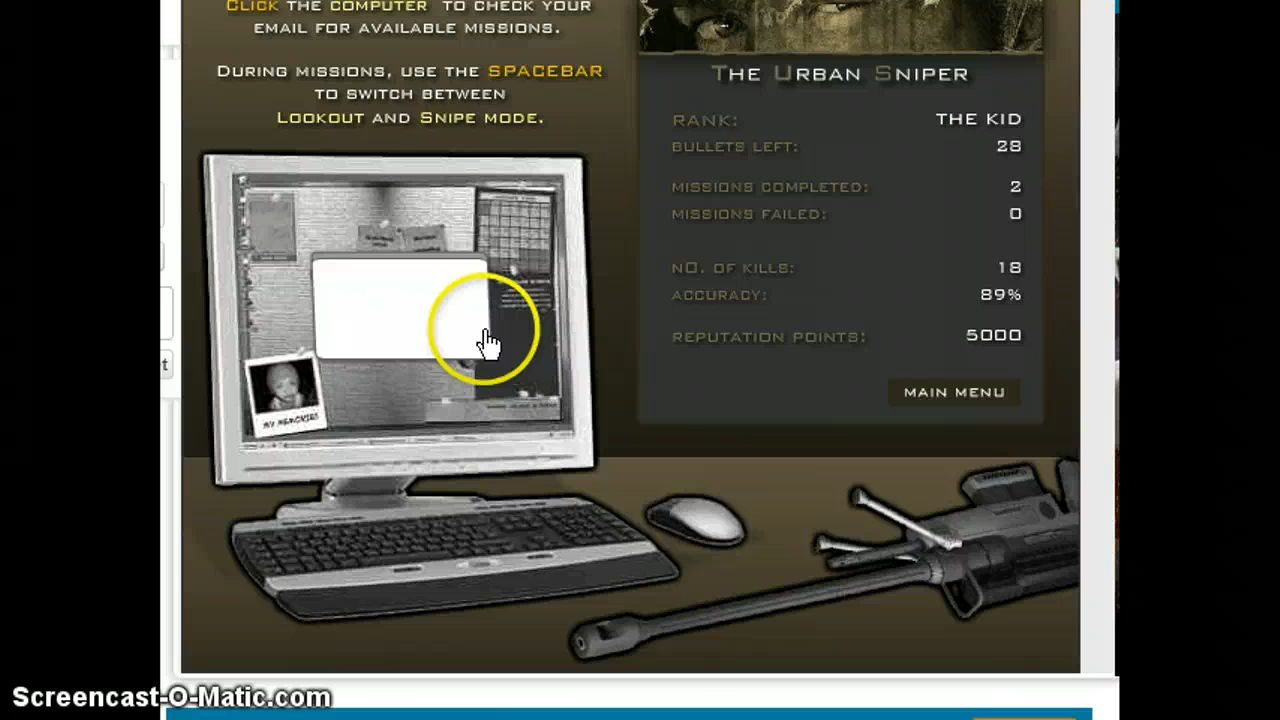 CLICK THE COMPUTER TO CHECK YOUR
EMAIL FOR AVAILABLE MISSIONS.
DURING MISSIONS, USE THE SPACEBAR
TO SWITCH BETWEEN
LOOKOUT AND SNIPE MODE.
THE URBAN SNIPER
RANK: THE KID
BULLETS LEFT: 28
MISSIONS COMPLETED: 2
MISSIONS FAILED: 0
NO. OF KILLS: 18
ACCURACY: 89%
REPUTATION POINTS: 5000
MAIN MENU
MY MEMORIES
t
Screencast-O-Matic.com